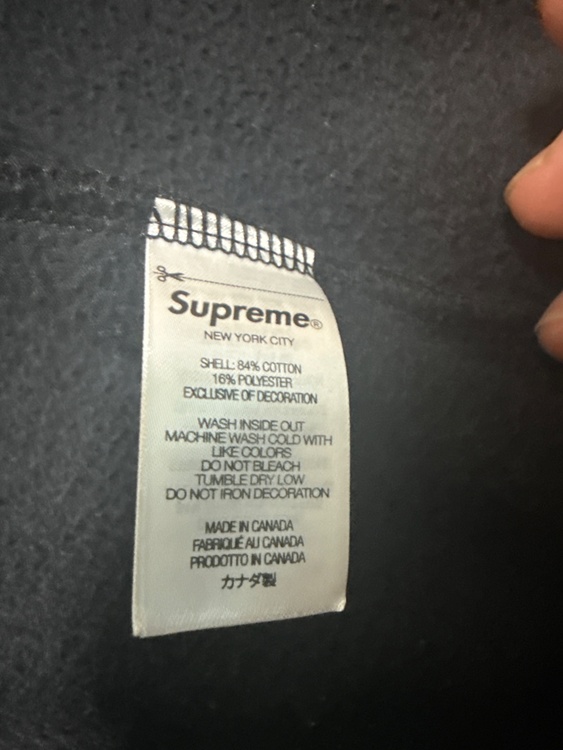 Supreme®
NEW YORK CITY
SHELL: 84% COTTON
16% POLYESTER
EXCLUSIVE OF DECORATION
WASH INSIDE OUT
MACHINE WASH COLD WITH
LIKE COLORS
DO NOT BLEACH
TUMBLE DRY LOW
DO NOT IRON DECORATION
MADE IN CANADA
FABRIQUÉ AU CANADA
PRODOTTO IN CANADA
カナダ製